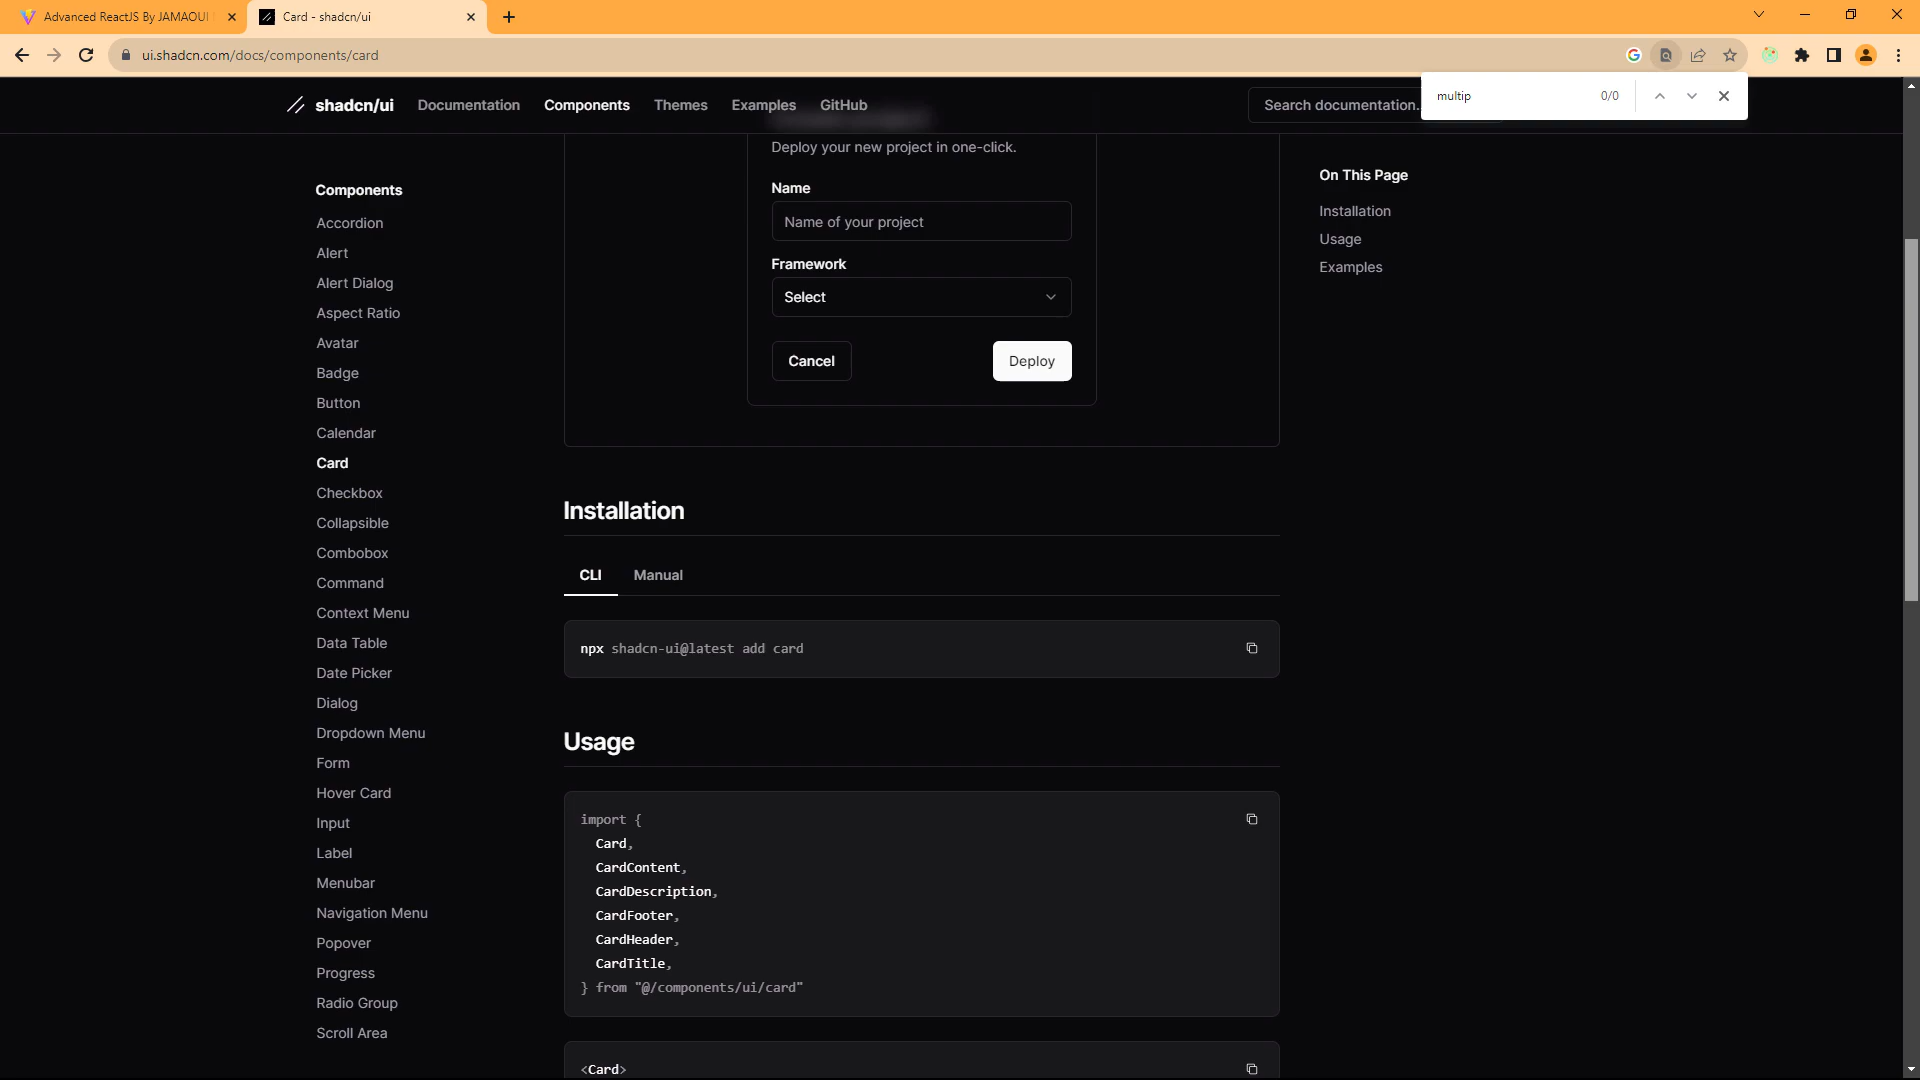 Advanced ReactJS By JAMAOUI
Card - shadcn/ui
ui.shadcn.com/docs/components/card
multip
0/0
shadcn/ui
Documentation
Components
Themes
Examples
GitHub
Search documentation..
Deploy your new project in one-click.
Name
Name of your project
Framework
Select
Cancel
Deploy
Components
Accordion
Alert
Alert Dialog
Aspect Ratio
Avatar
Badge
Button
Calendar
Card
Checkbox
Collapsible
Combobox
Command
Context Menu
Data Table
Date Picker
Dialog
Dropdown Menu
Form
Hover Card
Input
Label
Menubar
Navigation Menu
Popover
Progress
Radio Group
Scroll Area
Installation
CLI
Manual
npx shadcn-ui@latest add card
Usage
import {
Card,
CardContent,
CardDescription,
CardFooter,
CardHeader,
CardTitle,
} from "@/components/ui/card"
<Card>
On This Page
Installation
Usage
Examples